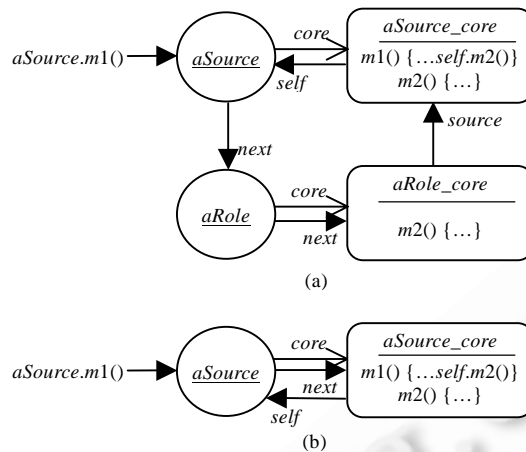 aSource.m1()
aSource
core
self
aSource_core
m1() {…self.m2()}
m2() {…}
next
source
aRole
core
next
aRole_core
m2() {…}
(a)
aSource.m1()
aSource
core
next
self
aSource_core
m1() {…self.m2()}
m2() {…}
(b)